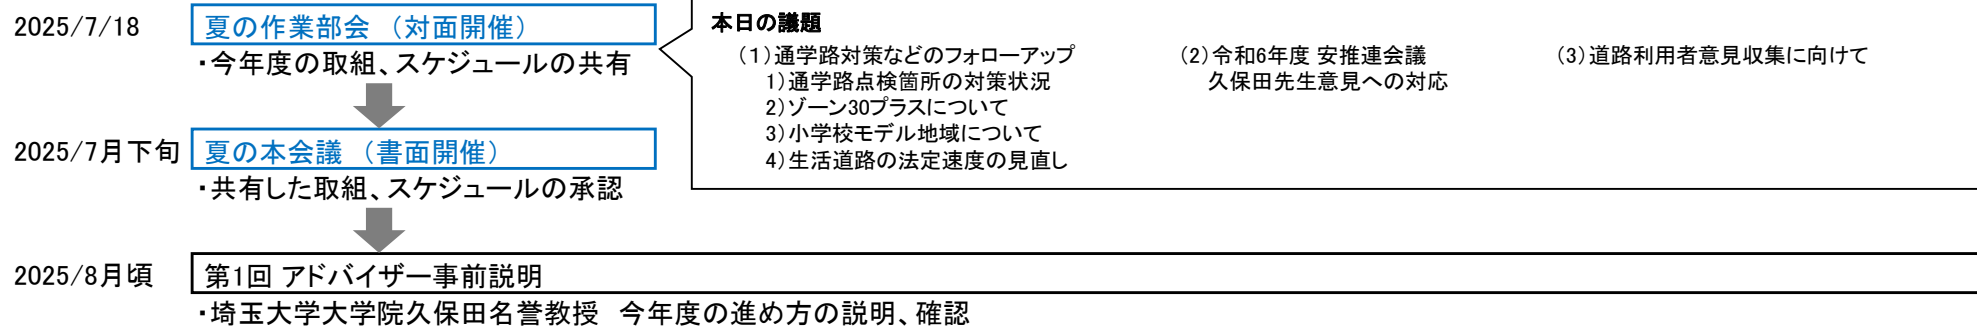 2025/7/18
夏の作業部会 （対面開催）
・今年度の取組、スケジュールの共有
2025/7月下旬
夏の本会議 （書面開催）
・共有した取組、スケジュールの承認
2025/8月頃
第1回 アドバイザー事前説明
・埼玉大学大学院久保田名誉教授　今年度の進め方の説明、確認
本日の議題
（1）通学路対策などのフォローアップ
1）通学路点検箇所の対策状況
2）ゾーン30プラスについて
3）小学校モデル地域について
4）生活道路の法定速度の見直し
（2）令和6年度 安推連会議
久保田先生意見への対応
（3）道路利用者意見収集に向けて